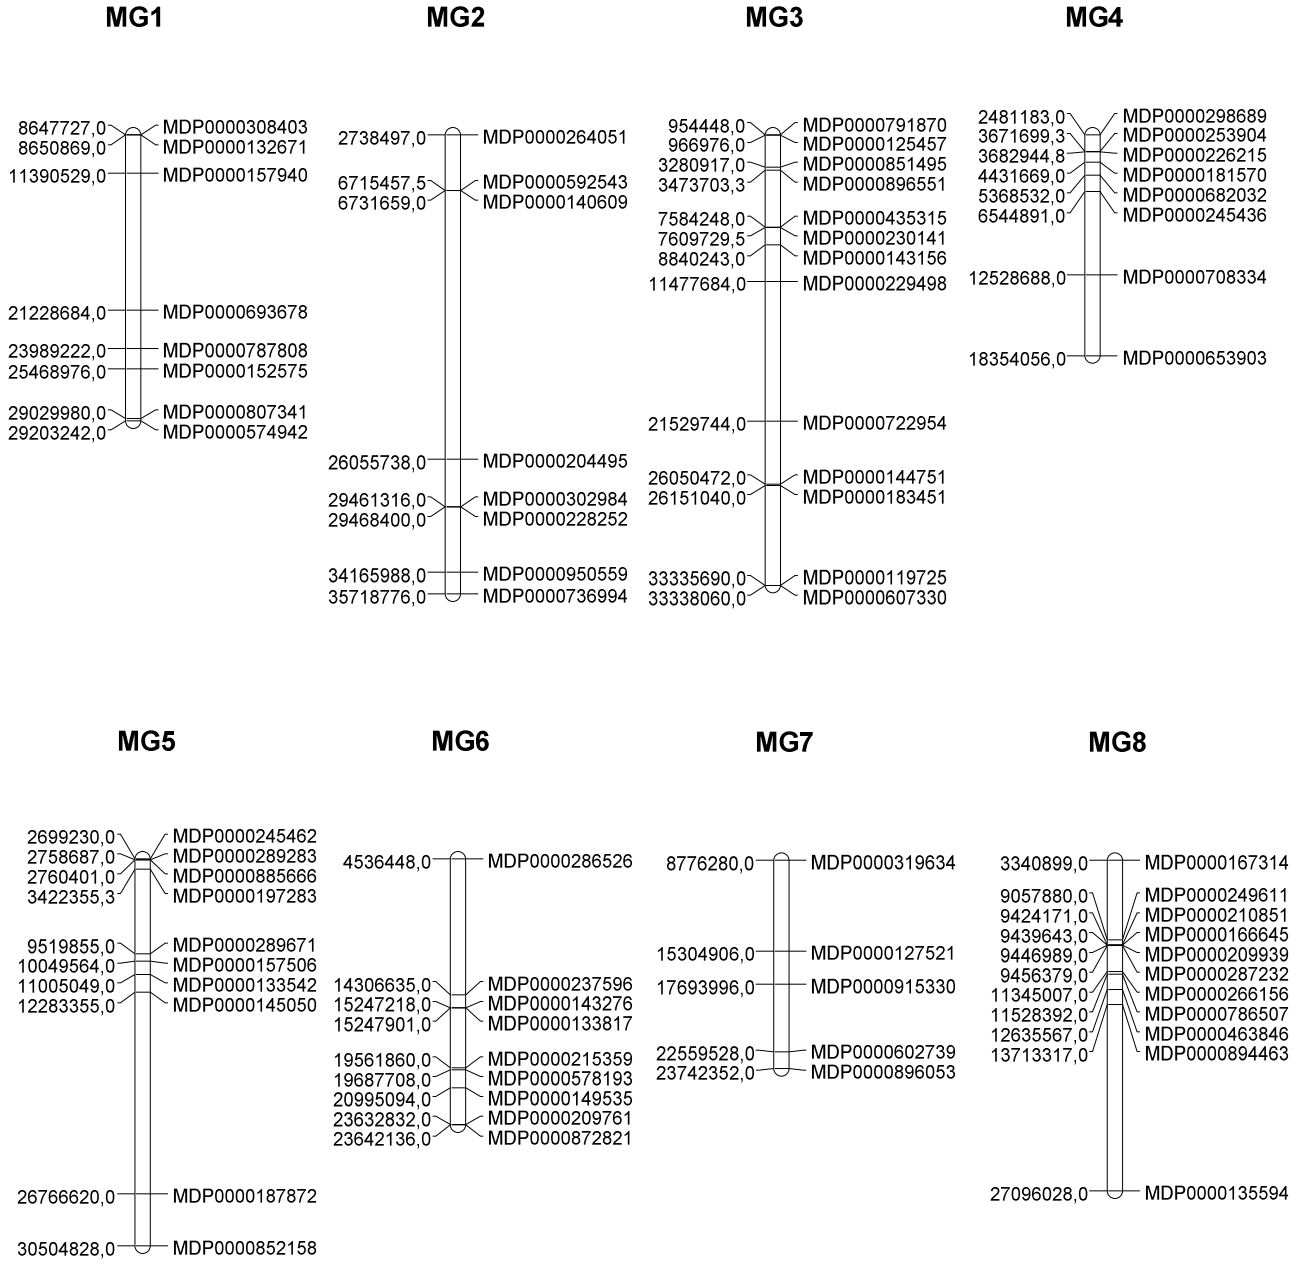 MG1
8647727,0 MDP0000308403
8650869,0 MDP0000132671
11390529,0 MDP0000157940
21228684,0 MDP0000693678
23989222,0 MDP0000787808
25468976,0 MDP0000152575
29029980,0 MDP0000807341
29203242,0 MDP0000574942
MG2
2738497,0 MDP0000264051
6715457,5 MDP0000592543
6731659,0 MDP0000140609
26055738,0 MDP0000204495
29461316,0 MDP0000302984
29468400,0 MDP0000228252
34165988,0 MDP0000950559
35718776,0 MDP0000736994
MG3
954448,0 MDP0000791870
966976,0 MDP0000125457
3280917,0 MDP0000851495
3473703,3 MDP0000896551
7584248,0 MDP0000435315
7609729,5 MDP0000230141
8840243,0 MDP0000143156
11477684,0 MDP0000229498
21529744,0 MDP0000722954
26050472,0 MDP0000144751
26151040,0 MDP0000183451
33335690,0 MDP0000119725
33338060,0 MDP0000607330
MG4
2481183,0 MDP0000298689
3671699,3 MDP0000253904
3682944,8 MDP0000226215
4431669,0 MDP0000181570
5368532,0 MDP0000682032
6544891,0 MDP0000245436
12528688,0 MDP0000708334
18354056,0 MDP0000653903
MG5
2699230,0 MDP0000245462
2758687,0 MDP0000289283
2760401,0 MDP0000885666
3422355,3 MDP0000197283
9519855,0 MDP0000289671
10049564,0 MDP0000157506
11005049,0 MDP0000133542
12283355,0 MDP0000145050
26766620,0 MDP0000187872
30504828,0 MDP0000852158
MG6
4536448,0 MDP0000286526
14306635,0 MDP0000237596
15247218,0 MDP0000143276
15247901,0 MDP0000133817
19561860,0 MDP0000215359
19687708,0 MDP0000578193
20995094,0 MDP0000149535
23632832,0 MDP0000209761
23642136,0 MDP0000872821
MG7
8776280,0 MDP0000319634
15304906,0 MDP0000127521
17693996,0 MDP0000915330
22559528,0 MDP0000602739
23742352,0 MDP0000896053
MG8
3340899,0 MDP0000167314
9057880,0 MDP0000249611
9424171,0 MDP0000210851
9439643,0 MDP0000166645
9446989,0 MDP0000209939
9456379,0 MDP0000287232
11345007,0 MDP0000266156
11528392,0 MDP0000786507
12635567,0 MDP0000463846
13713317,0 MDP0000894463
27096028,0 MDP0000135594